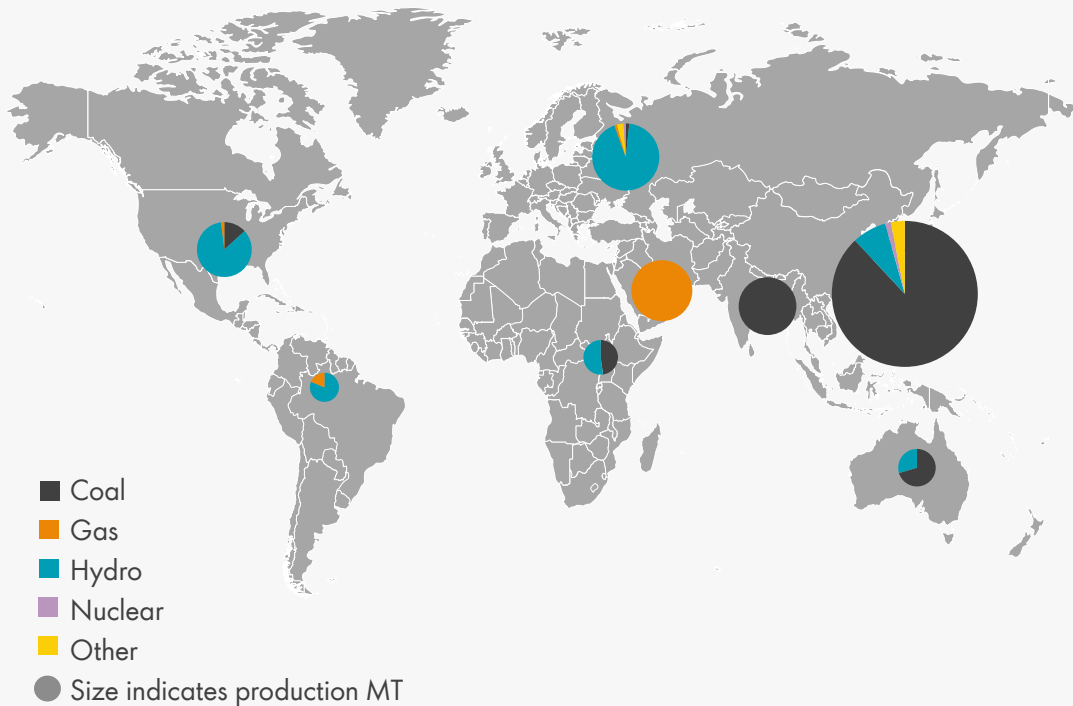 Coal
Gas
Hydro
Nuclear
Other
Size indicates production MT